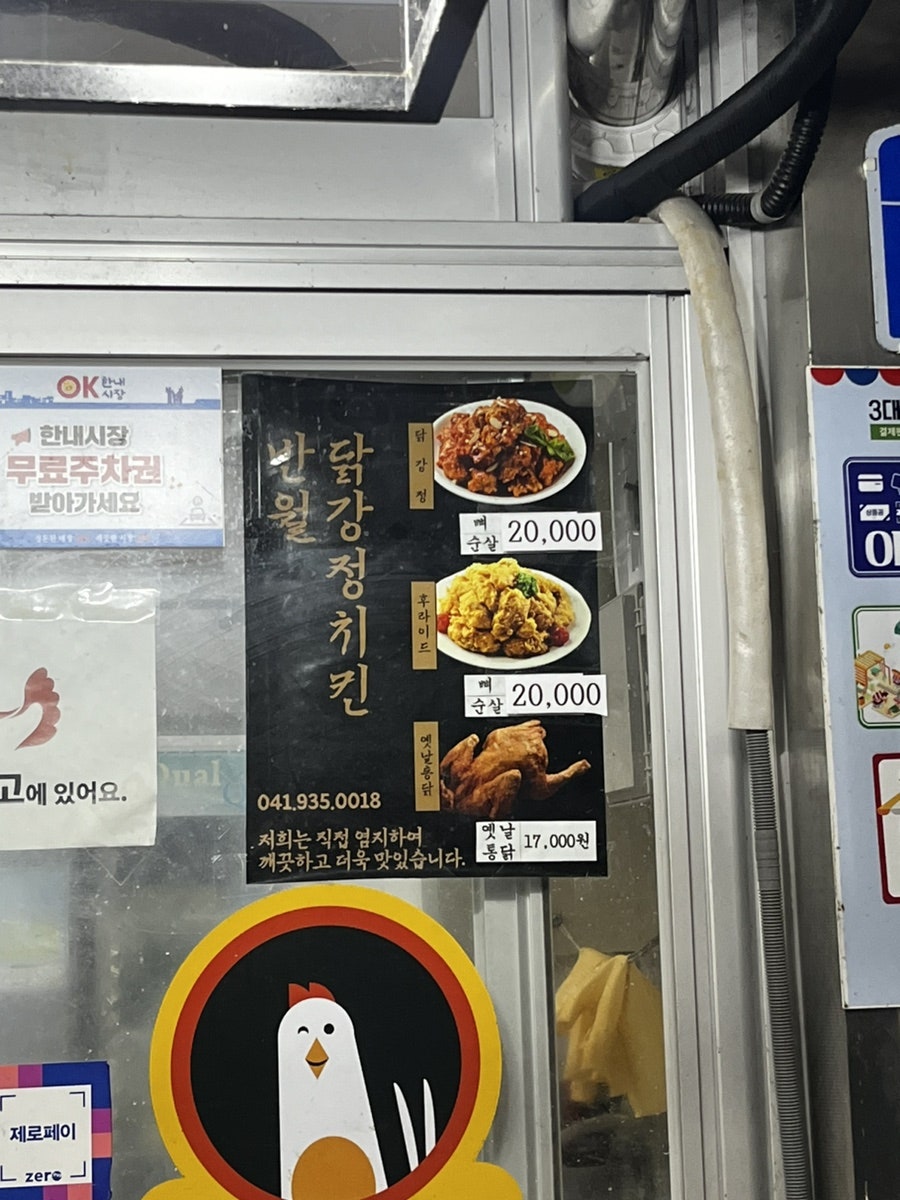 OK 한내
시장
한내시장
무료주차권
받아가세요
고에 있어요.
제로페이
zero
반월
닭강정치킨
닭강정
뼈
순살 20,000
후라이드
뼈
순살 20,000
옛날통닭
옛날
통닭 17,000원
041.935.0018
저희는 직접 염지하여
깨끗하고 더욱 맛있습니다.
3대